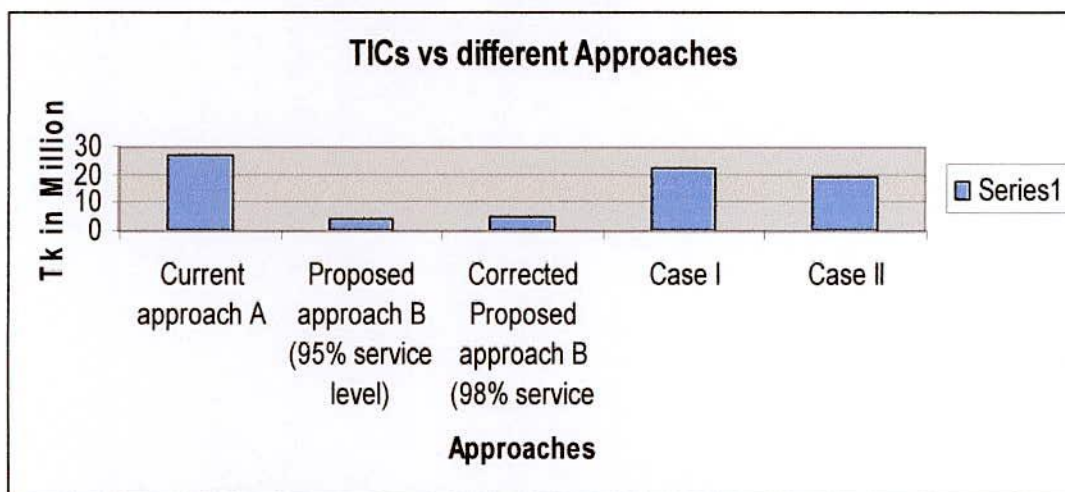 TICs vs different Approaches
Tk in Million
30
20
10
0
Current
approach A
Proposed
approach B
(95% service
level)
Corrected
Proposed
approach B
(98% service
Case I
Case II
Approaches
Series1